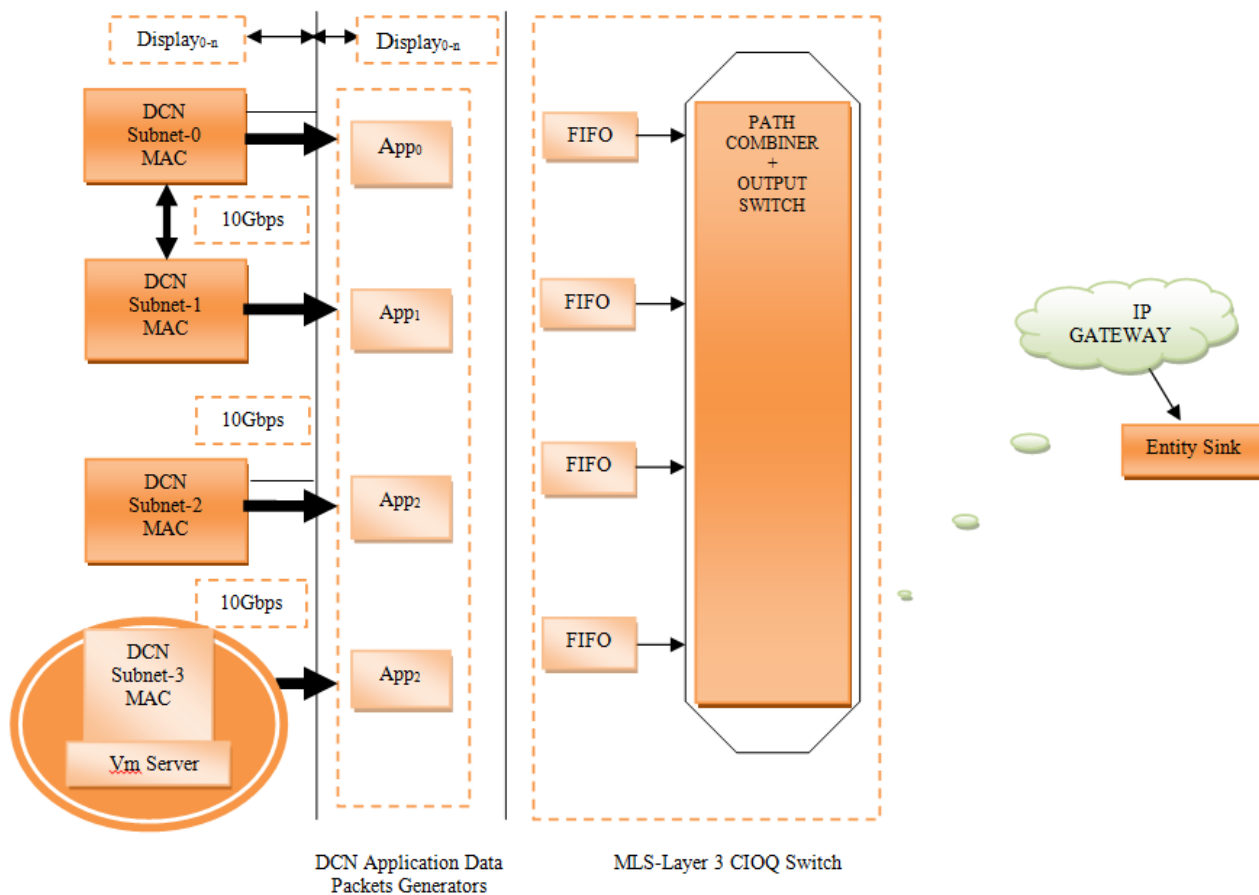 Display0-n
Display0-n
DCN
Subnet-0
MAC
App0
FIFO
PATH
COMBINER
+
OUTPUT
SWITCH
10Gbps
DCN
Subnet-1
MAC
App1
FIFO
IP
GATEWAY
10Gbps
Entity Sink
DCN
Subnet-2
MAC
App2
FIFO
10Gbps
DCN
Subnet-3
MAC
App2
FIFO
Vm Server
DCN Application Data
Packets Generators
MLS-Layer 3 CIOQ Switch